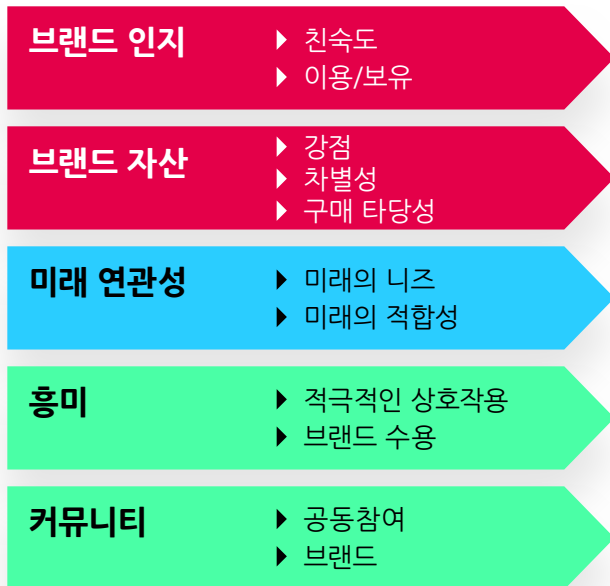 브랜드 인지
친숙도
이용/보유
브랜드 자산
강점
차별성
구매 타당성
미래 연관성
미래의 니즈
미래의 적합성
흥미
적극적인 상호작용
브랜드 수용
커뮤니티
공동참여
브랜드